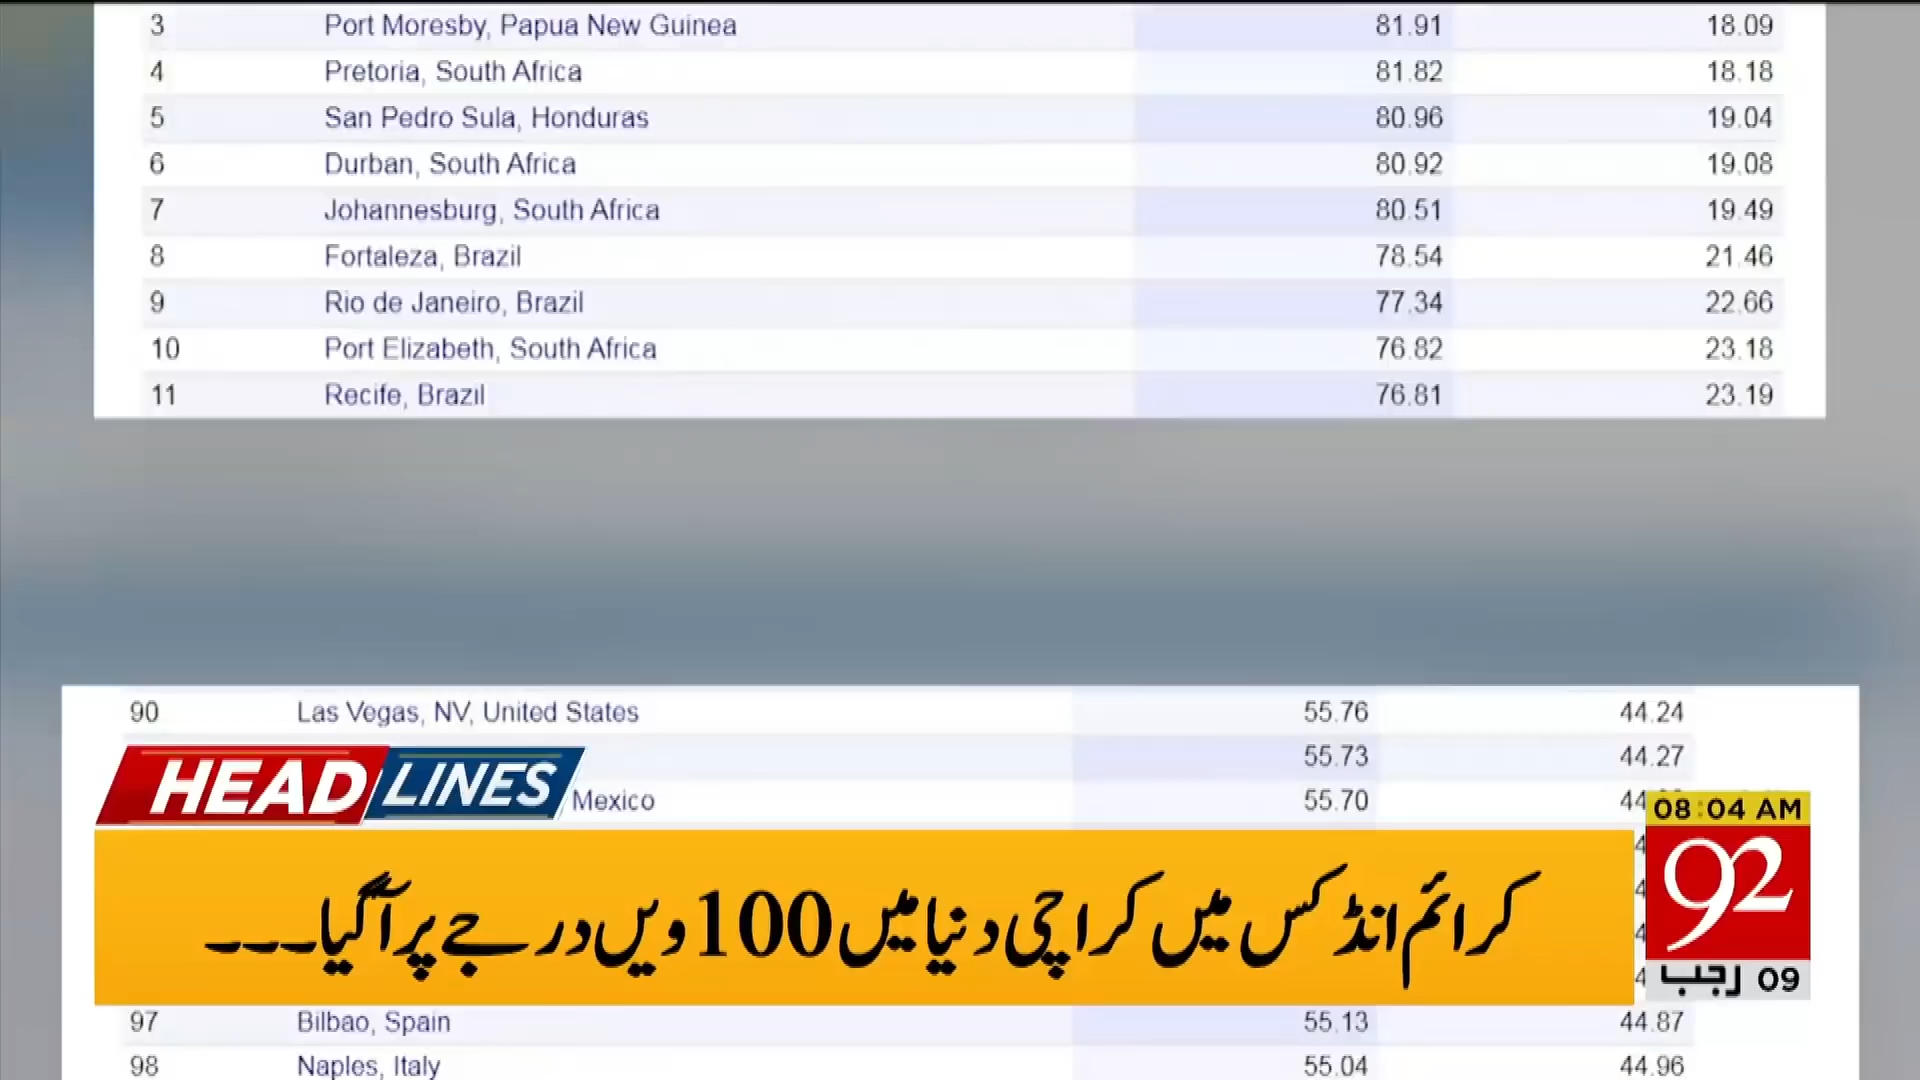 3 Port Moresby, Papua New Guinea 81.91 18.09
4 Pretoria, South Africa 81.82 18.18
5 San Pedro Sula, Honduras 80.96 19.04
6 Durban, South Africa 80.92 19.08
7 Johannesburg, South Africa 80.51 19.49
8 Fortaleza, Brazil 78.54 21.46
9 Rio de Janeiro, Brazil 77.34 22.66
10 Port Elizabeth, South Africa 76.82 23.18
11 Recife, Brazil 76.81 23.19
90 Las Vegas, NV, United States 55.76 44.24
55.73 44.27
HEADLINES
Mexico 55.70
08:04 AM
92
کرائم انڈکس میں کراچی دنیا میں 100 ویں درجے پر آگیا۔۔۔۔
09 رجب
97 Bilbao, Spain 55.13 44.87
98 Naples, Italy 55.04 44.96